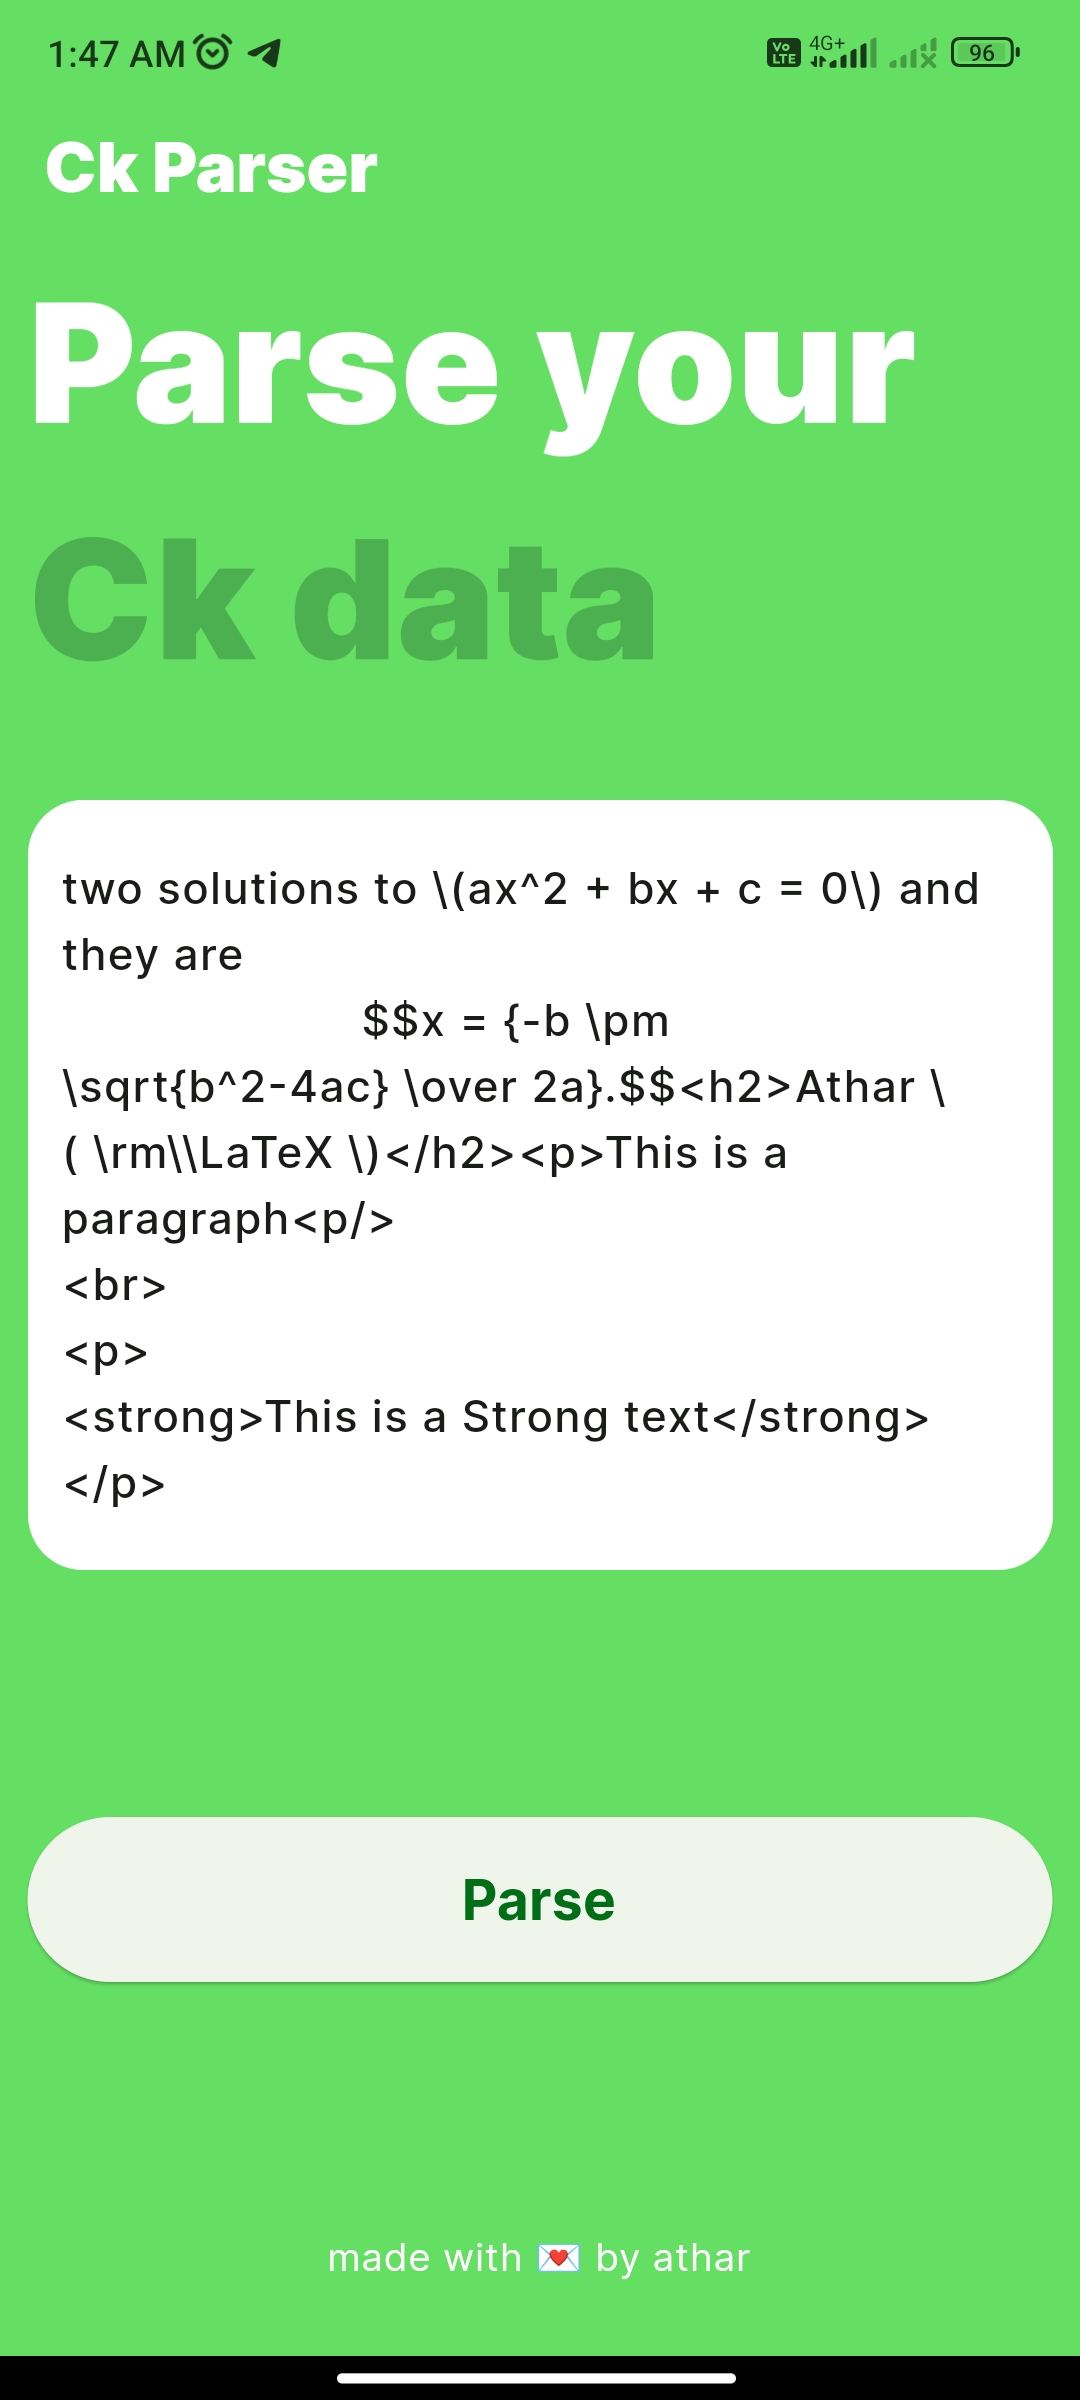 1:47 AM
Vo LTE 4G+ 96
Ck Parser
Parse your
Ck data
two solutions to \(ax^2 + bx + c = 0\) and
they are
$$x = {-b \pm
\sqrt{b^2-4ac} \over 2a}.$$<h2>Athar \
( \rm\\LaTeX \)</h2><p>This is a
paragraph<p/>
<br>
<p>
<strong>This is a Strong text</strong>
</p>
Parse
made with 💌 by athar